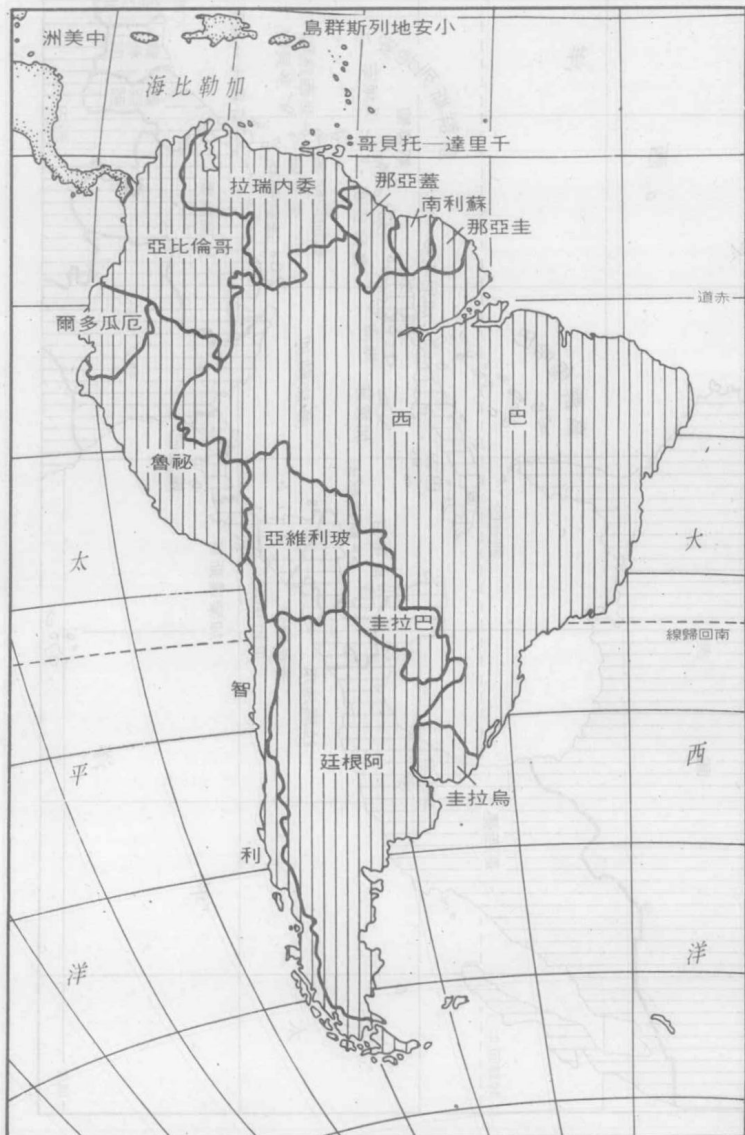 中美洲
小安地列斯群島
加勒比海
千里達—托貝哥
委內瑞拉
蓋亞那
蘇利南
圭亞那
哥倫比亞
赤道
厄瓜多爾
巴西
祕魯
玻利維亞
巴拉圭
南回歸線
智利
阿根廷
烏拉圭
太平洋
大西洋